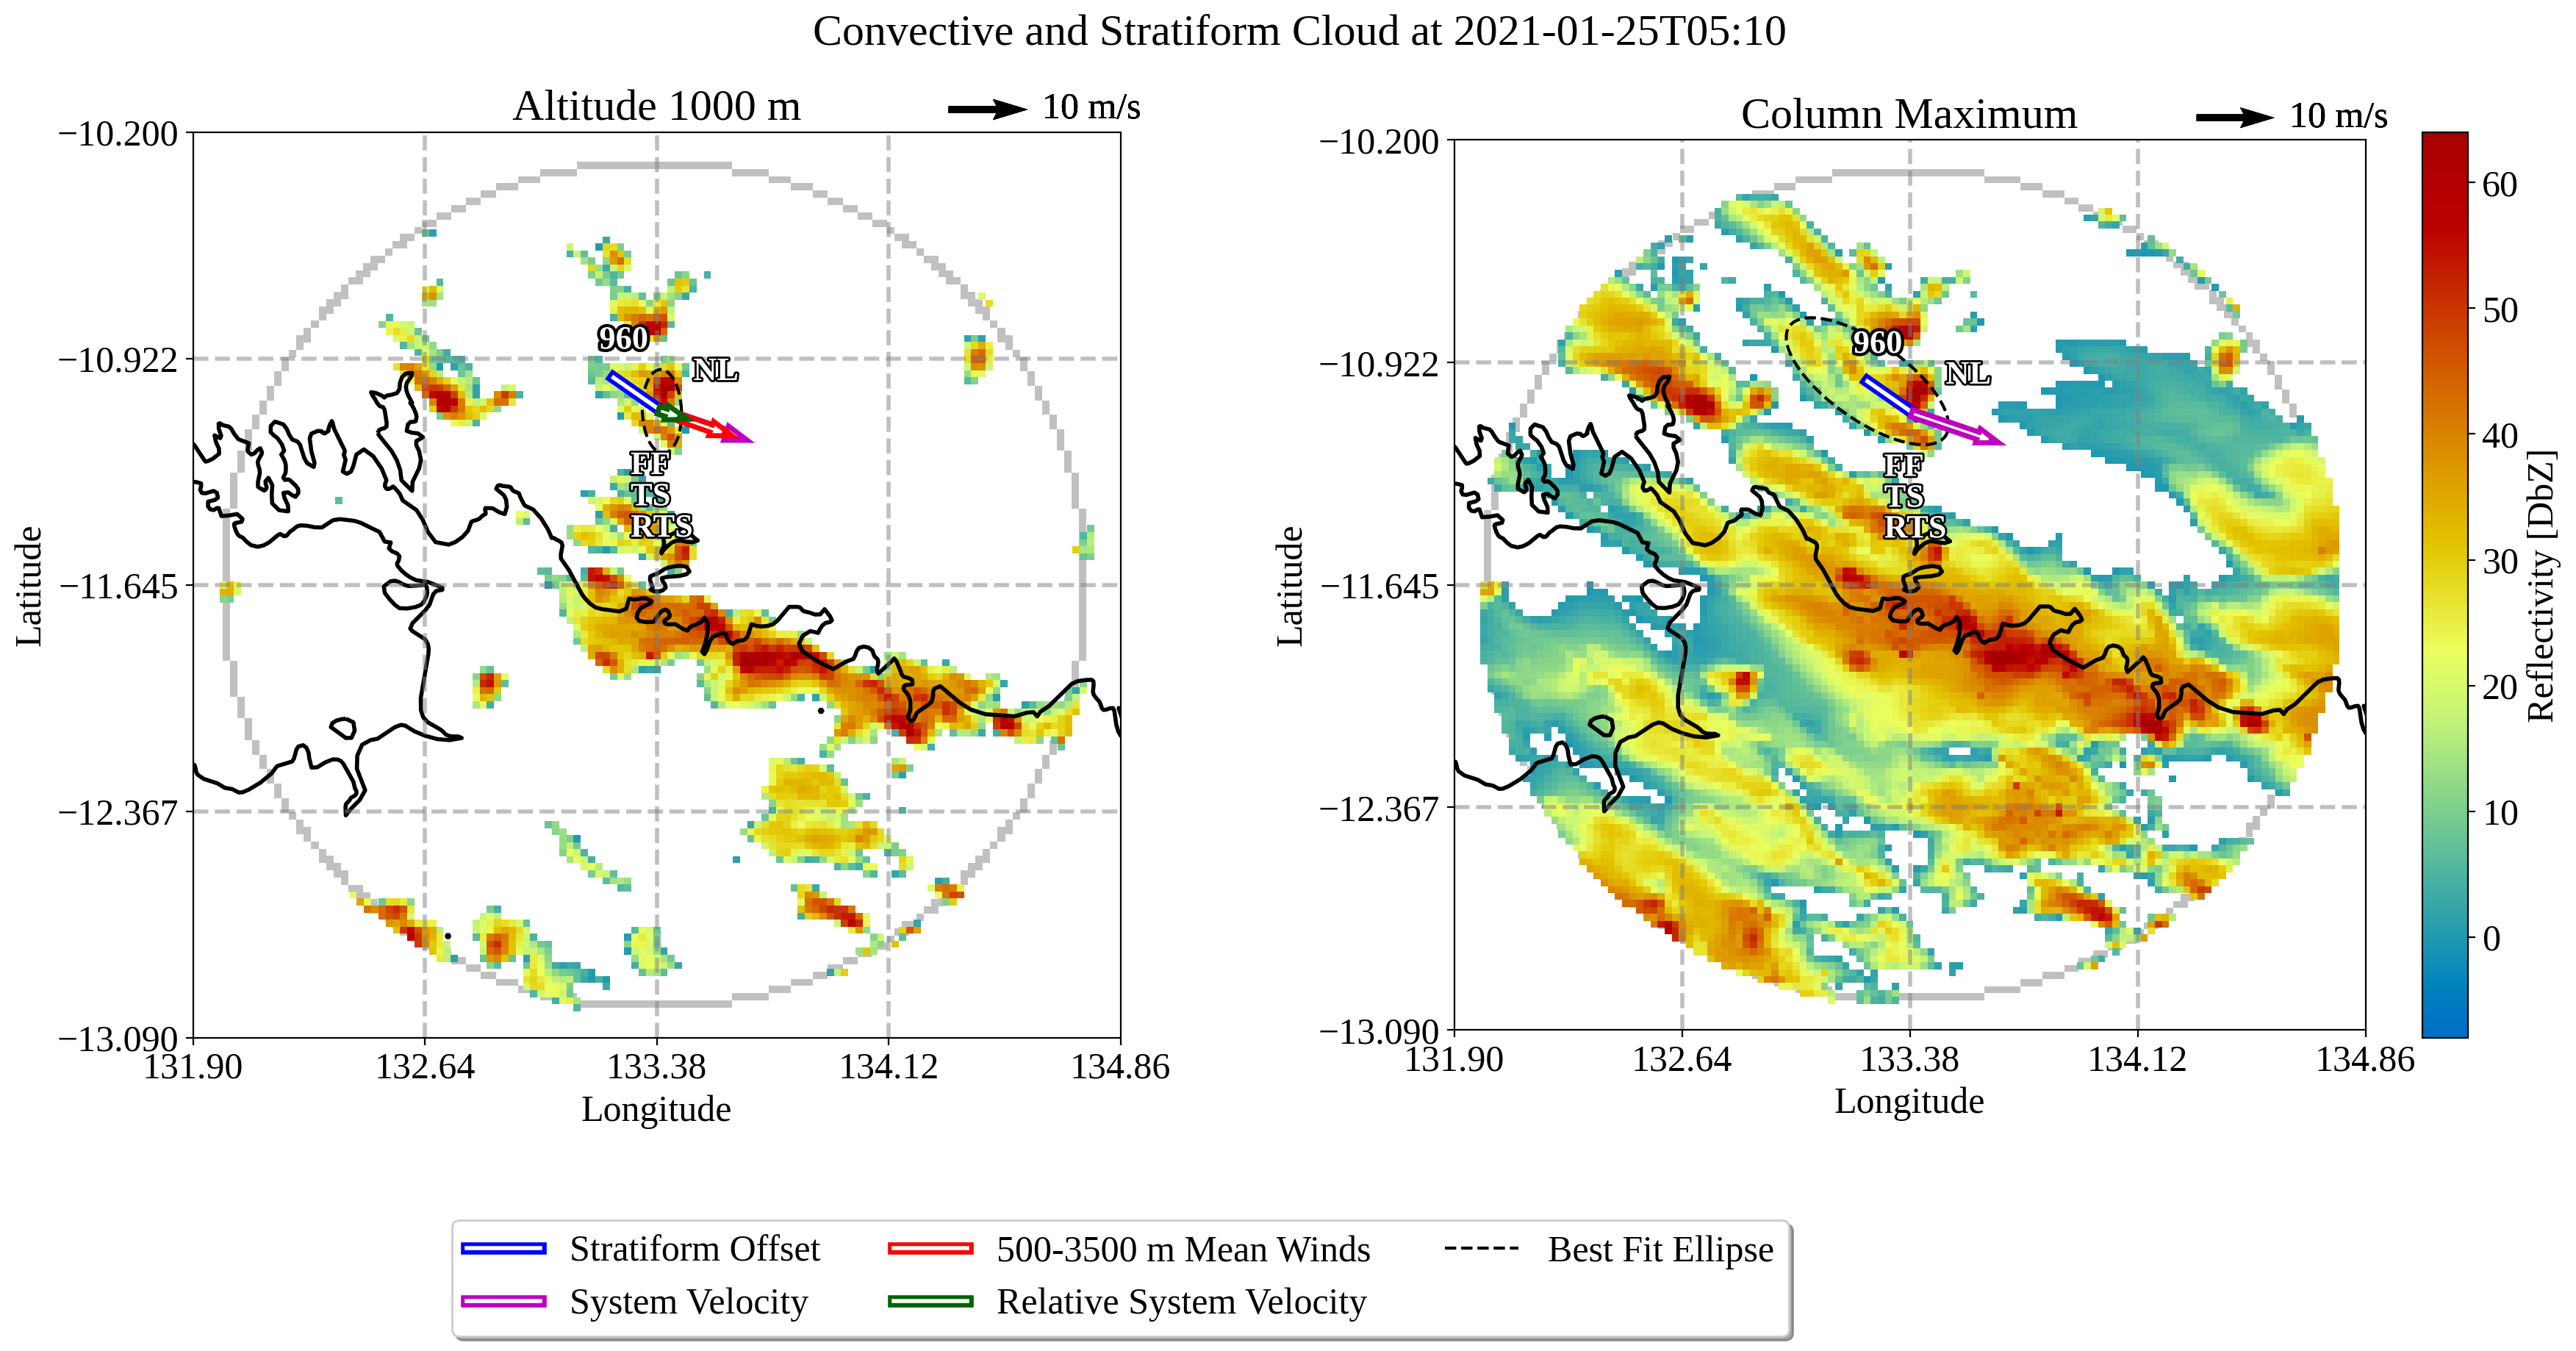 Convective and Stratiform Cloud at 2021-01-25T05:10
Altitude 1000 m
10 m/s
−10.200
−10.922
−11.645
−12.367
−13.090
Latitude
131.90
132.64
133.38
134.12
134.86
Longitude
960
NL
FF
TS
RTS
Column Maximum
10 m/s
−10.200
−10.922
−11.645
−12.367
−13.090
Latitude
131.90
132.64
133.38
134.12
134.86
Longitude
960
NL
FF
TS
RTS
60
50
40
30
20
10
0
Reflectivity [DbZ]
Stratiform Offset
System Velocity
500-3500 m Mean Winds
Relative System Velocity
Best Fit Ellipse